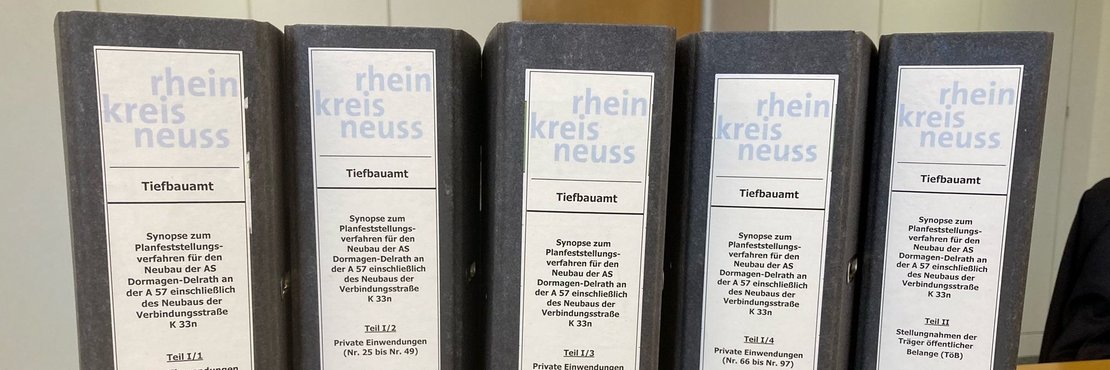 rhein
kreis
neuss
Tiefbauamt
Synopse zum
Planfeststellungs-
verfahren für den
Neubau der AS
Dormagen-Delrath an
der A 57 einschließlich
des Neubaus der
Verbindungsstraße
K 33n
Teil I/1
Private Einwendungen
rhein
kreis
neuss
Tiefbauamt
Synopse zum
Planfeststellungs-
verfahren für den
Neubau der AS
Dormagen-Delrath an
der A 57 einschließlich
des Neubaus der
Verbindungsstraße
K 33n
Teil I/2
Private Einwendungen
(Nr. 25 bis Nr. 49)
rhein
kreis
neuss
Tiefbauamt
Synopse zum
Planfeststellungs-
verfahren für den
Neubau der AS
Dormagen-Delrath an
der A 57 einschließlich
des Neubaus der
Verbindungsstraße
K 33n
Teil I/3
Private Einwendungen
rhein
kreis
neuss
Tiefbauamt
Synopse zum
Planfeststellungs-
verfahren für den
Neubau der AS
Dormagen-Delrath an
der A 57 einschließlich
des Neubaus der
Verbindungsstraße
K 33n
Teil I/4
Private Einwendungen
(Nr. 66 bis Nr. 97)
rhein
kreis
neuss
Tiefbauamt
Synopse zum
Planfeststellungs-
verfahren für den
Neubau der AS
Dormagen-Delrath an
der A 57 einschließlich
des Neubaus der
Verbindungsstraße
K 33n
Teil II
Stellungnahmen der
Träger öffentlicher
Belange (TöB)